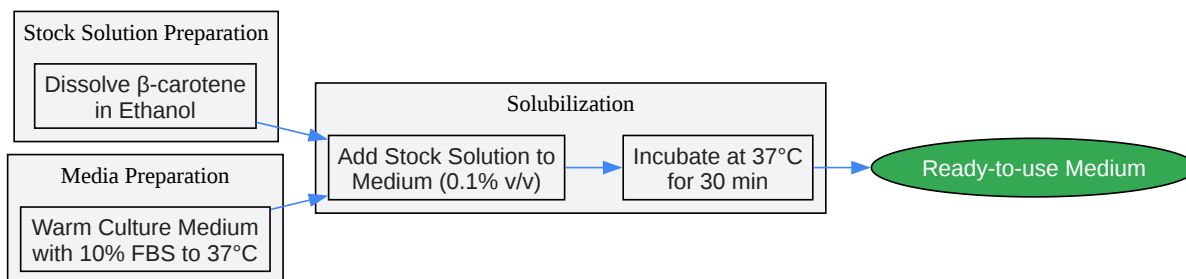 Stock Solution Preparation
Dissolve β-carotene
in Ethanol
Media Preparation
Warm Culture Medium
with 10% FBS to 37°C
Solubilization
Add Stock Solution to
Medium (0.1% v/v)
Incubate at 37°C
for 30 min
Ready-to-use Medium